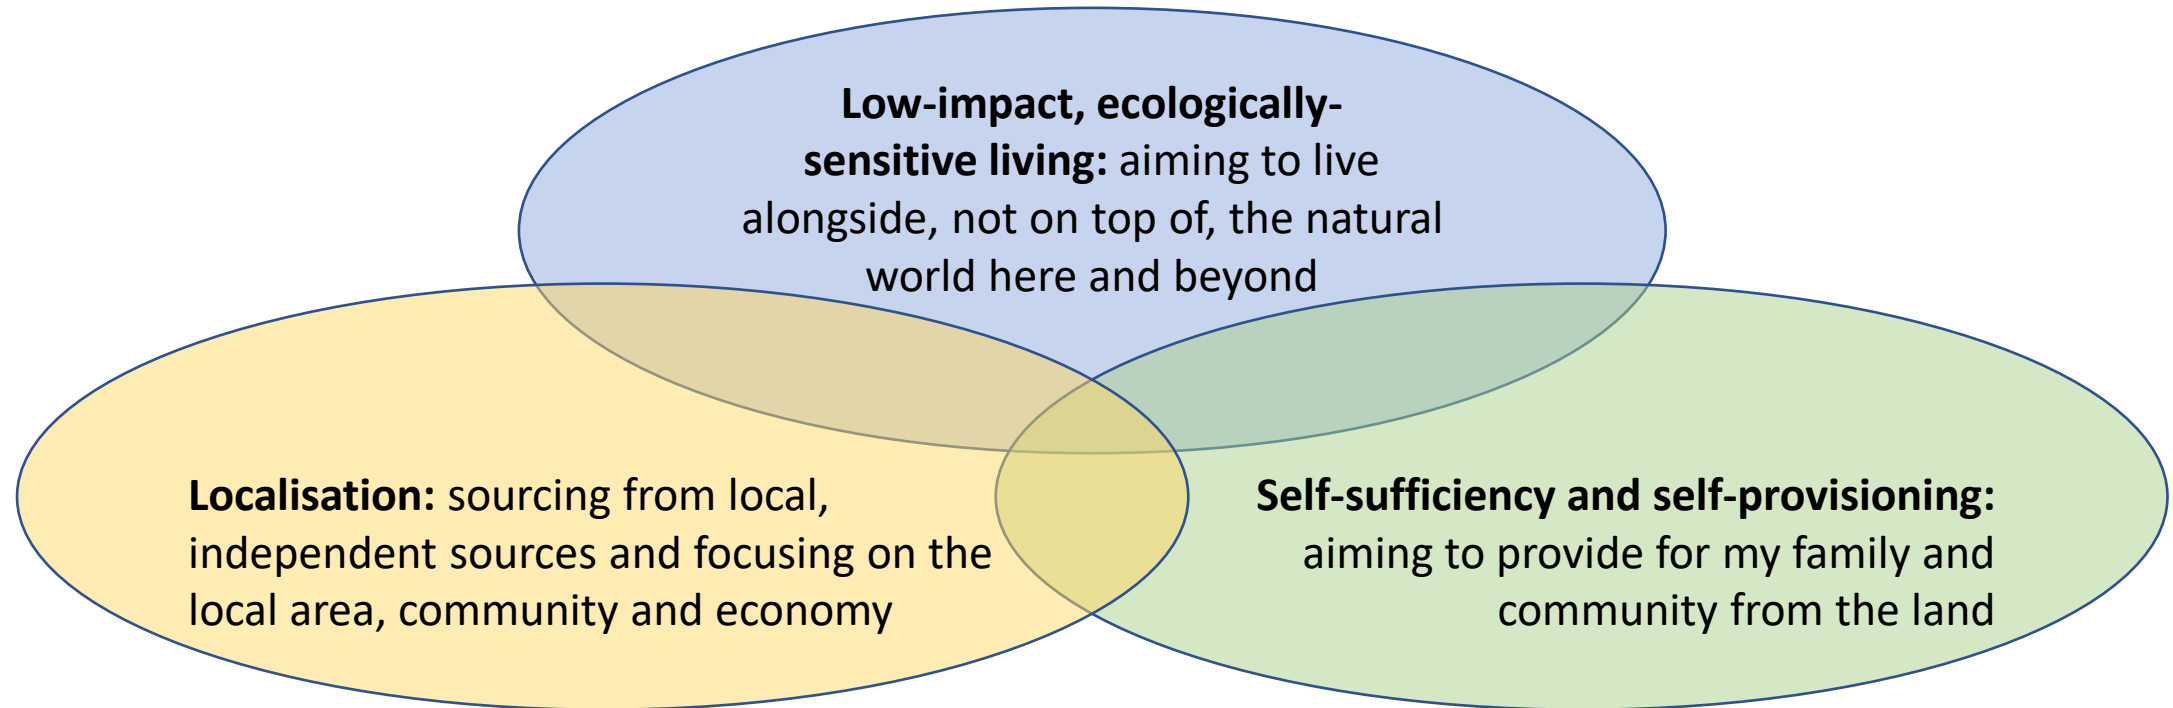 Low-impact, ecologically-
sensitive living: aiming to live
alongside, not on top of, the natural
world here and beyond
Localisation: sourcing from local,
independent sources and focusing on the
local area, community and economy
Self-sufficiency and self-provisioning:
aiming to provide for my family and
community from the land